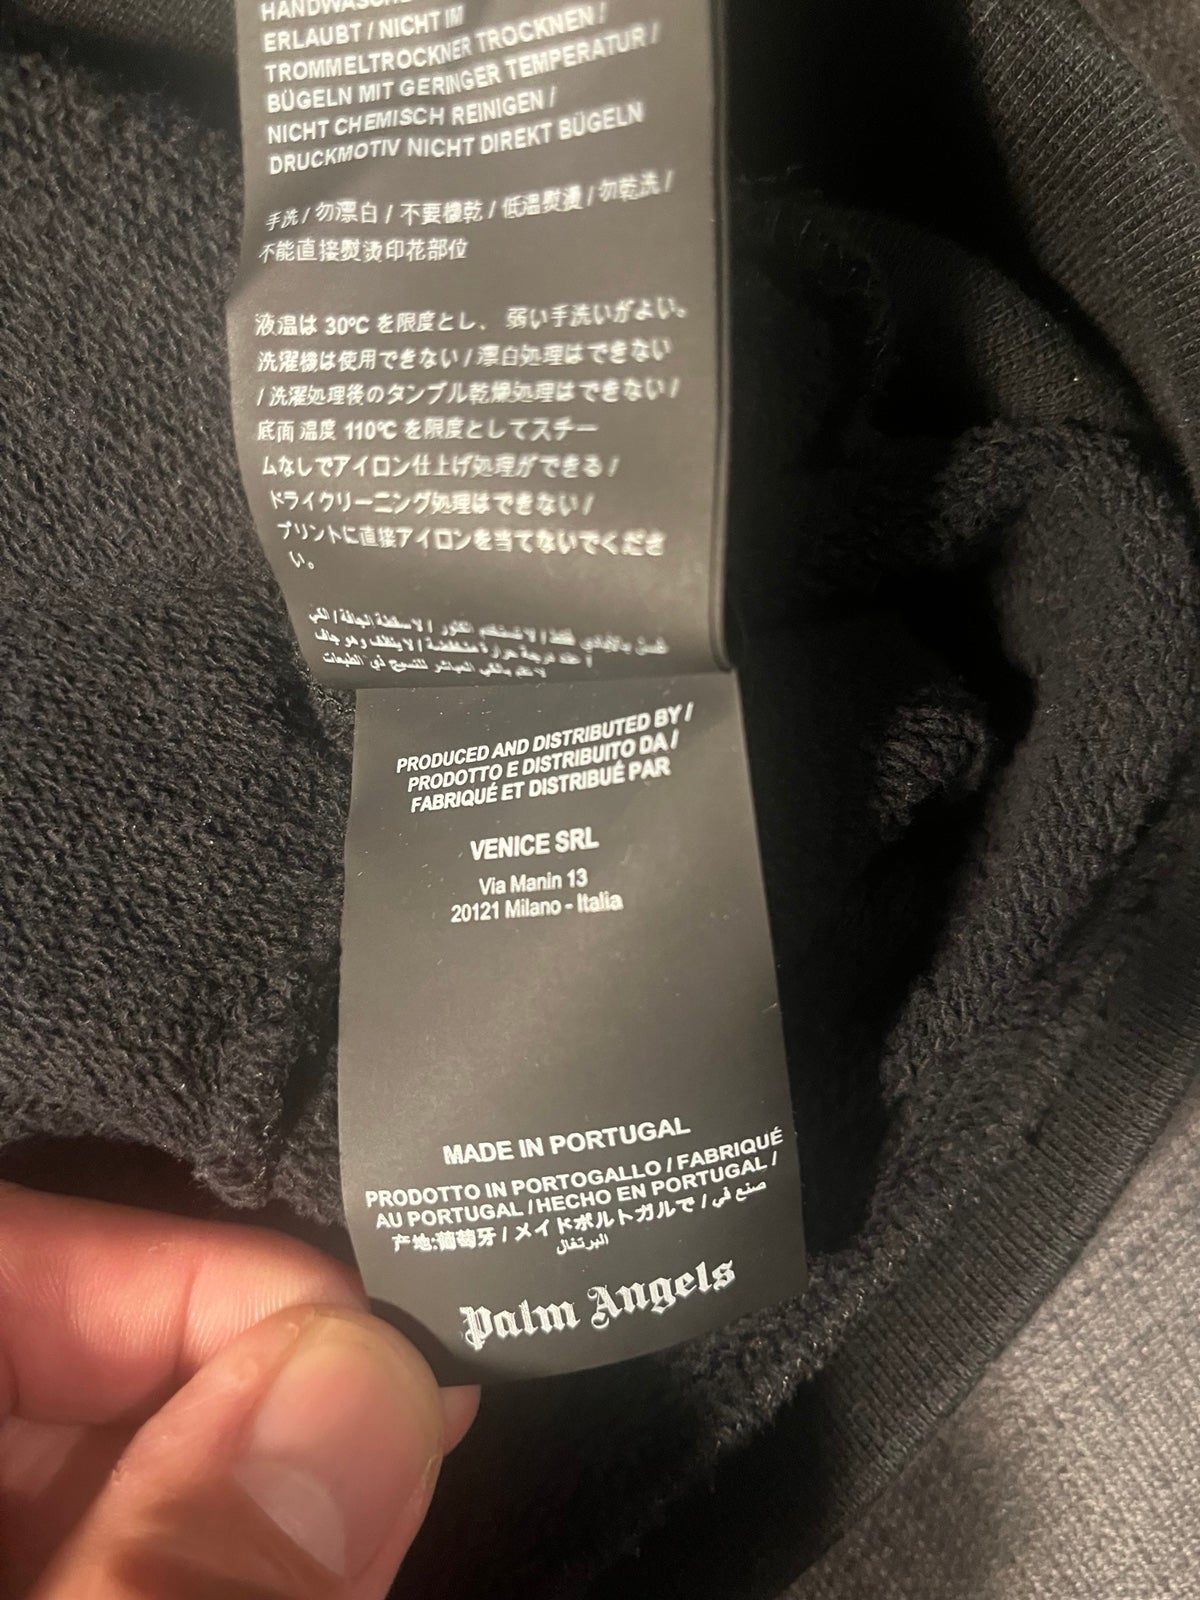 ERLAUBT / NICHT IM
TROMMELTROCKNER TROCKNEN /
BÜGELN MIT GERINGER TEMPERATUR /
NICHT CHEMISCH REINIGEN /
DRUCKMOTIV NICHT DIREKT BÜGELN
手洗 / 勿漂白 / 不要機乾 / 低温熨燙 / 勿乾洗 /
不能直接熨燙印花部位
液温は 30℃ を限度とし、 弱い手洗いがよい。
洗濯機は使用できない / 漂白処理はできない
/ 洗濯処理後のタンブル乾燥処理はできない /
底面 温度 110℃ を限度としてスチー
ムなしでアイロン仕上げ処理ができる /
ドライクリーニング処理はできない /
プリントに直接アイロンを当てないでくださ
い。
PRODUCED AND DISTRIBUTED BY /
PRODOTTO E DISTRIBUITO DA /
FABRIQUÉ ET DISTRIBUÉ PAR
VENICE SRL
Via Manin 13
20121 Milano - Italia
MADE IN PORTUGAL
PRODOTTO IN PORTOGALLO / FABRIQUÉ
AU PORTUGAL / HECHO EN PORTUGAL /
产地:葡萄牙 / メイドポルトガルで / صنع في
البرتغال
Palm Angels